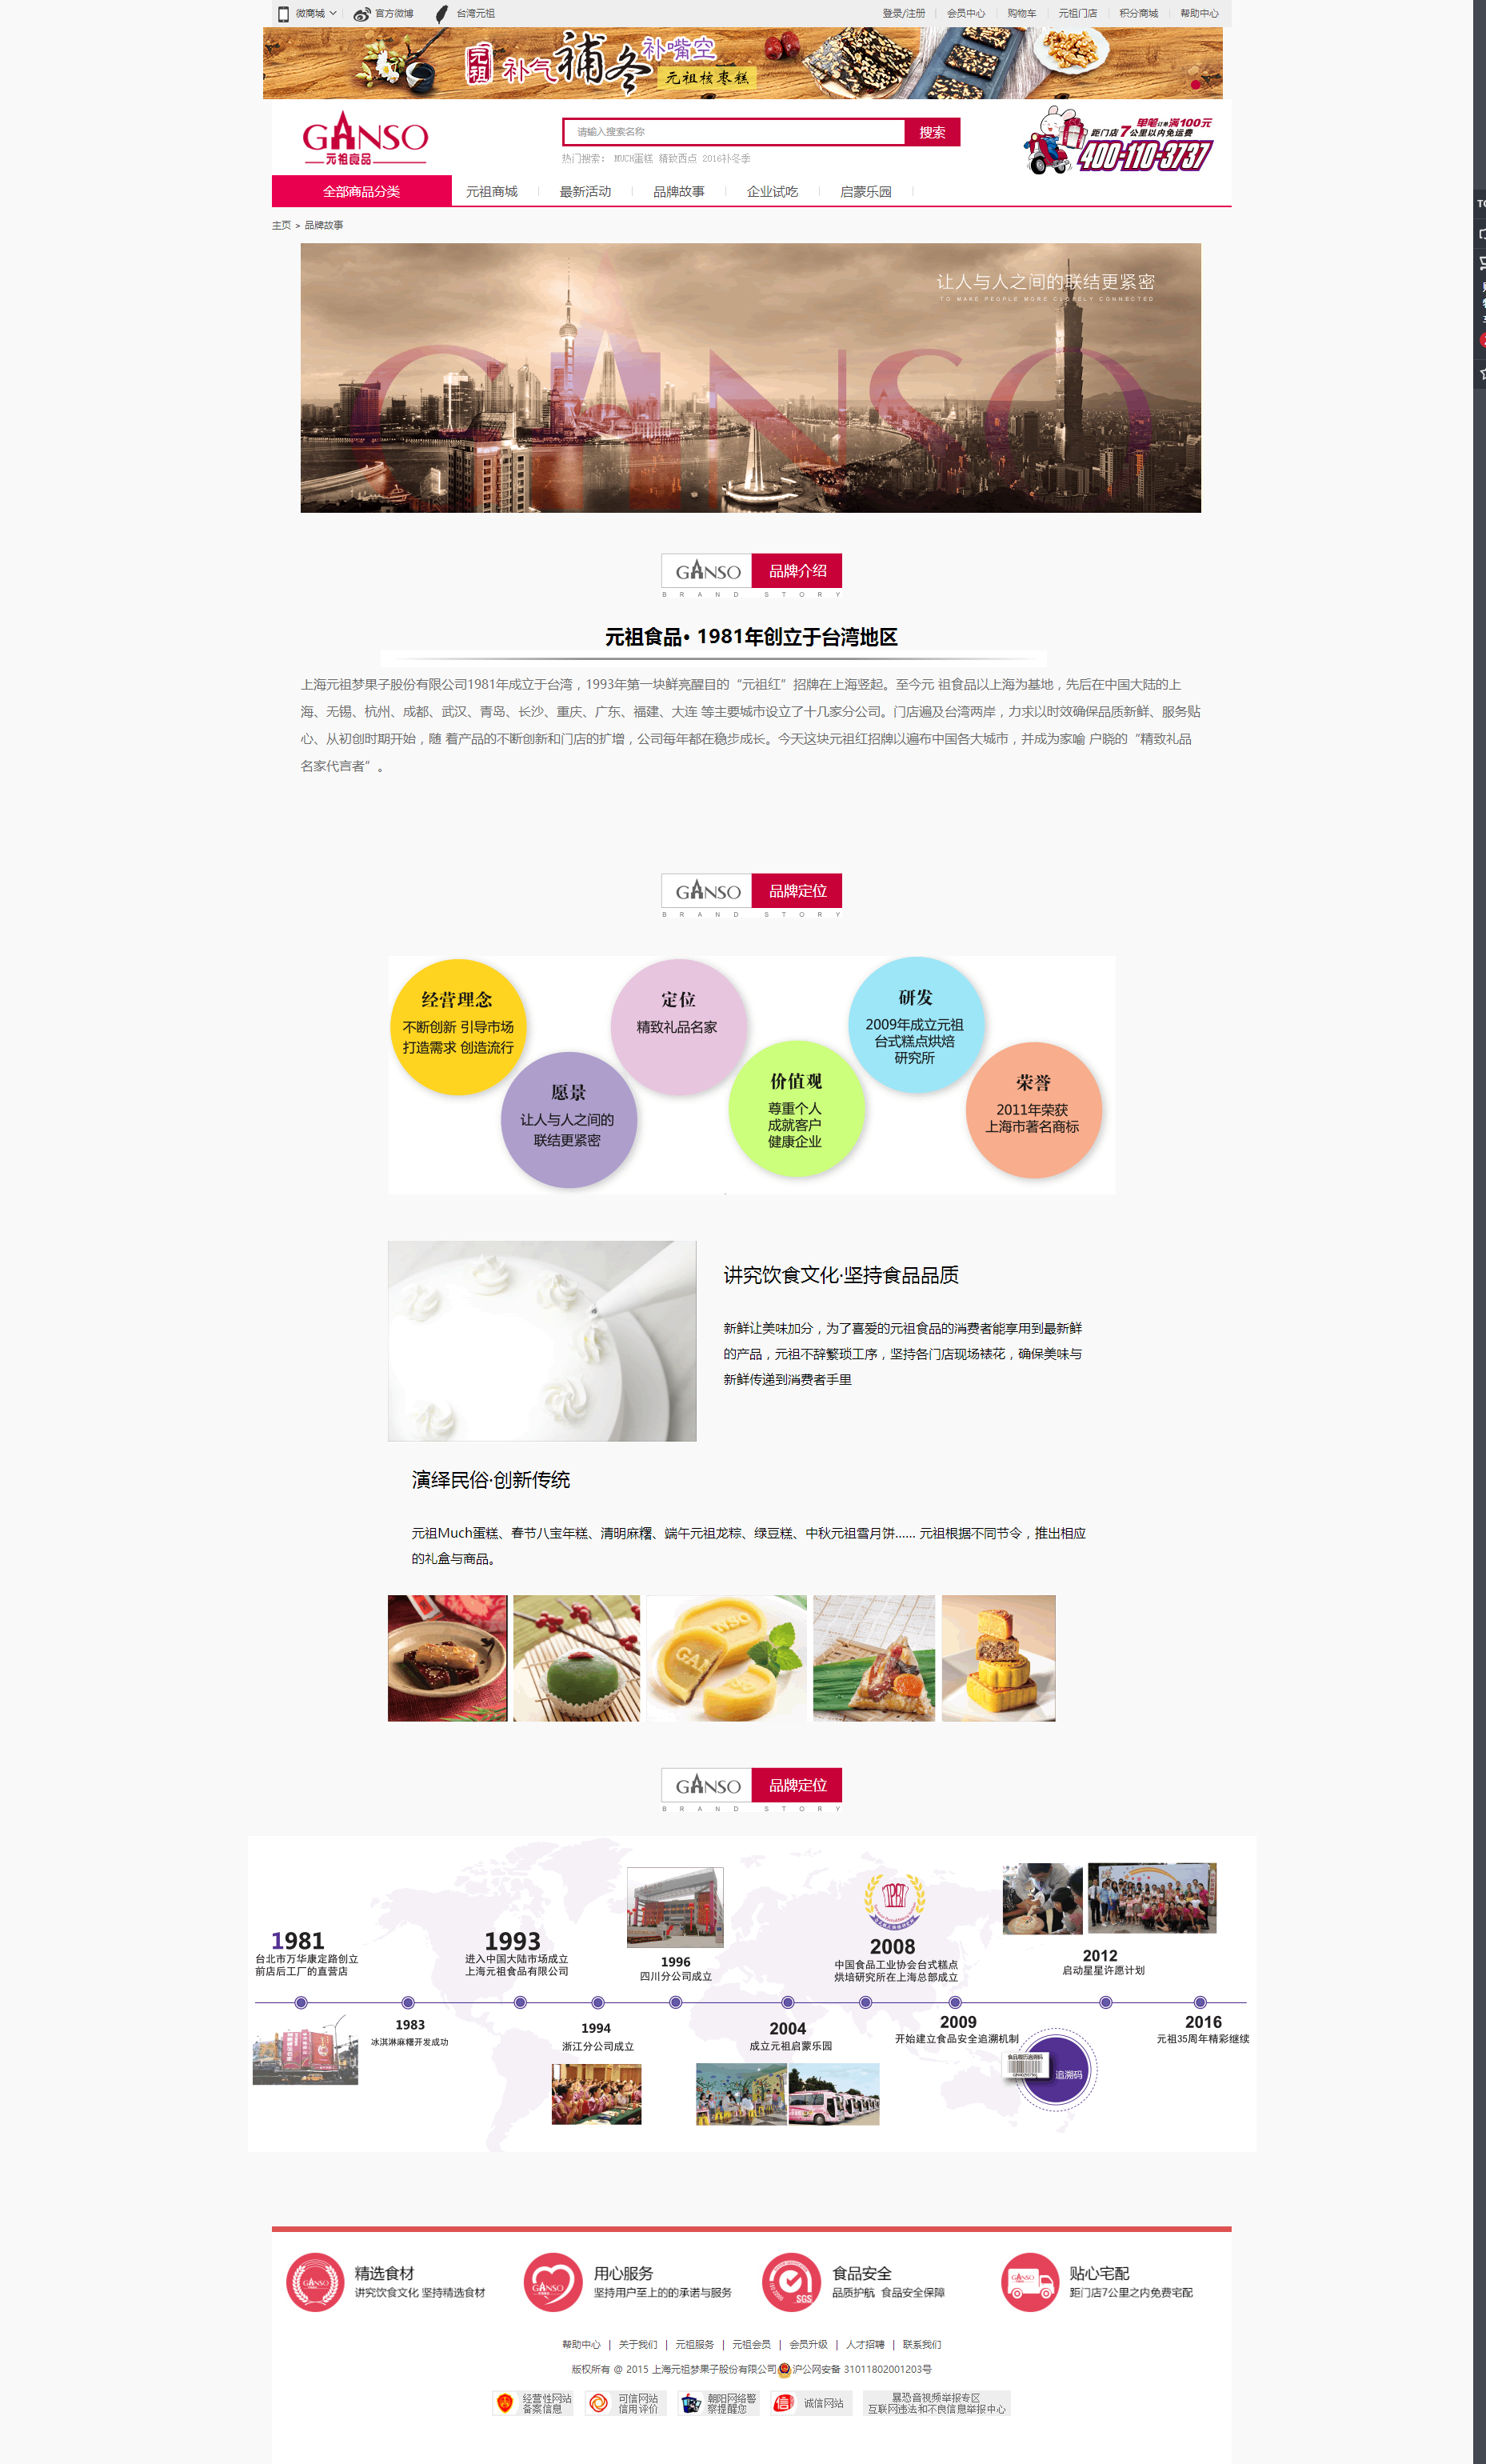 微商城
官方微博
台湾元祖
登录/注册
会员中心
购物车
元祖门店
积分商城
帮助中心
元祖
补气
補冬
补嘴空
元祖核枣糕
GANSO
元祖食品
请输入搜索名称
搜索
热门搜索: MUCH蛋糕 精致西点 2016补冬季
单笔订单满100元
距门店7公里以内免运费
400-110-3737
全部商品分类
元祖商城
最新活动
品牌故事
企业试吃
启蒙乐园
主页 > 品牌故事
让人与人之间的联结更紧密
TO MAKE PEOPLE MORE CLOSELY CONNECTED
GANSO
GANSO 品牌介绍
BRAND STORY
元祖食品• 1981年创立于台湾地区
上海元祖梦果子股份有限公司1981年成立于台湾，1993年第一块鲜亮醒目的“元祖红”招牌在上海竖起。至今元 祖食品以上海为基地，先后在中国大陆的上
海、无锡、杭州、成都、武汉、青岛、长沙、重庆、广东、福建、大连 等主要城市设立了十几家分公司。门店遍及台湾两岸，力求以时效确保品质新鲜、服务贴
心、从初创时期开始，随 着产品的不断创新和门店的扩增，公司每年都在稳步成长。今天这块元祖红招牌以遍布中国各大城市，并成为家喻 户晓的“精致礼品
名家代言者”。
GANSO 品牌定位
BRAND STORY
经营理念
不断创新 引导市场
打造需求 创造流行
愿景
让人与人之间的
联结更紧密
定位
精致礼品名家
价值观
尊重个人
成就客户
健康企业
研发
2009年成立元祖
台式糕点烘焙
研究所
荣誉
2011年荣获
上海市著名商标
讲究饮食文化·坚持食品品质
新鲜让美味加分，为了喜爱的元祖食品的消费者能享用到最新鲜
的产品，元祖不辞繁琐工序，坚持各门店现场裱花，确保美味与
新鲜传递到消费者手里
演绎民俗·创新传统
元祖Much蛋糕、春节八宝年糕、清明麻糬、端午元祖龙粽、绿豆糕、中秋元祖雪月饼...... 元祖根据不同节令，推出相应
的礼盒与商品。
GANSO 品牌定位
BRAND STORY
1981
台北市万华康定路创立
前店后工厂的直营店
1983
冰淇淋麻糬开发成功
1993
进入中国大陆市场成立
上海元祖食品有限公司
1994
浙江分公司成立
1996
四川分公司成立
2004
成立元祖启蒙乐园
2008
中国食品工业协会台式糕点
烘培研究所在上海总部成立
2009
开始建立食品安全追溯机制
追溯码
2012
启动星星许愿计划
2016
元祖35周年精彩继续
精选食材
讲究饮食文化 坚持精选食材
用心服务
坚持用户至上的的承诺与服务
食品安全
品质护航 食品安全保障
SGS
贴心宅配
距门店7公里之内免费宅配
帮助中心 | 关于我们 | 元祖服务 | 元祖会员 | 会员升级 | 人才招聘 | 联系我们
版权所有 @ 2015 上海元祖梦果子股份有限公司 沪公网安备 31011802001203号
经营性网站
备案信息
可信网站
信用评价
朝阳网络警
察提醒您
诚信网站
暴恐音视频举报专区
互联网违法和不良信息举报中心